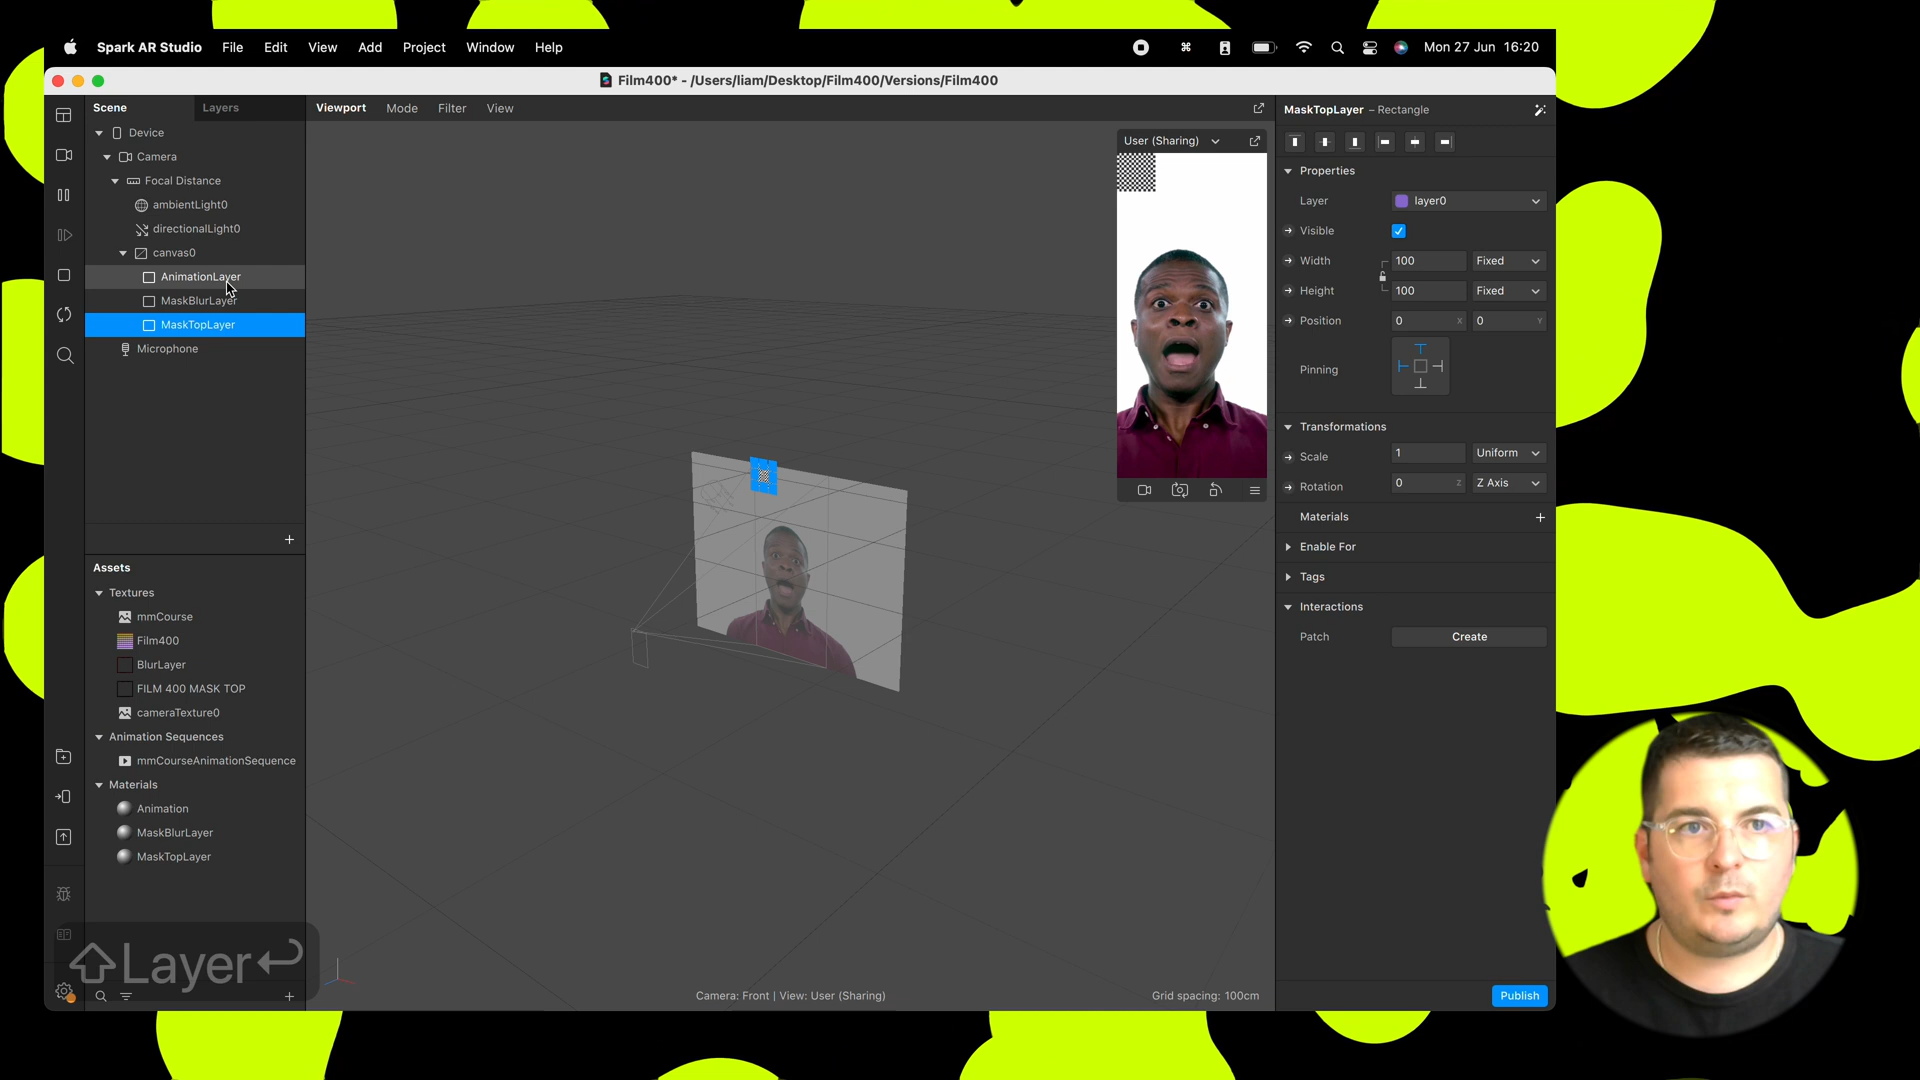 Spark AR Studio File Edit View Add Project Window Help Mon 27 Jun 16:20
Film400* - /Users/liam/Desktop/Film400/Versions/Film400
Scene Layers
Device
Camera
Focal Distance
ambientLight0
directionalLight0
canvas0
AnimationLayer
MaskBlurLayer
MaskTopLayer
Microphone
+
Assets
Textures
mmCourse
Film400
BlurLayer
FILM 400 MASK TOP
cameraTexture0
Animation Sequences
mmCourseAnimationSequence
Materials
Animation
MaskBlurLayer
MaskTopLayer
Layer
+
Viewport Mode Filter View
User (Sharing)
Camera: Front | View: User (Sharing)
Grid spacing: 100cm
MaskTopLayer – Rectangle
Properties
Layer layer0
Visible
Width 100 Fixed
Height 100 Fixed
Position 0 X 0 Y
Pinning
Transformations
Scale 1 Uniform
Rotation 0 Z Z Axis
Materials +
Enable For
Tags
Interactions
Patch Create
Publish